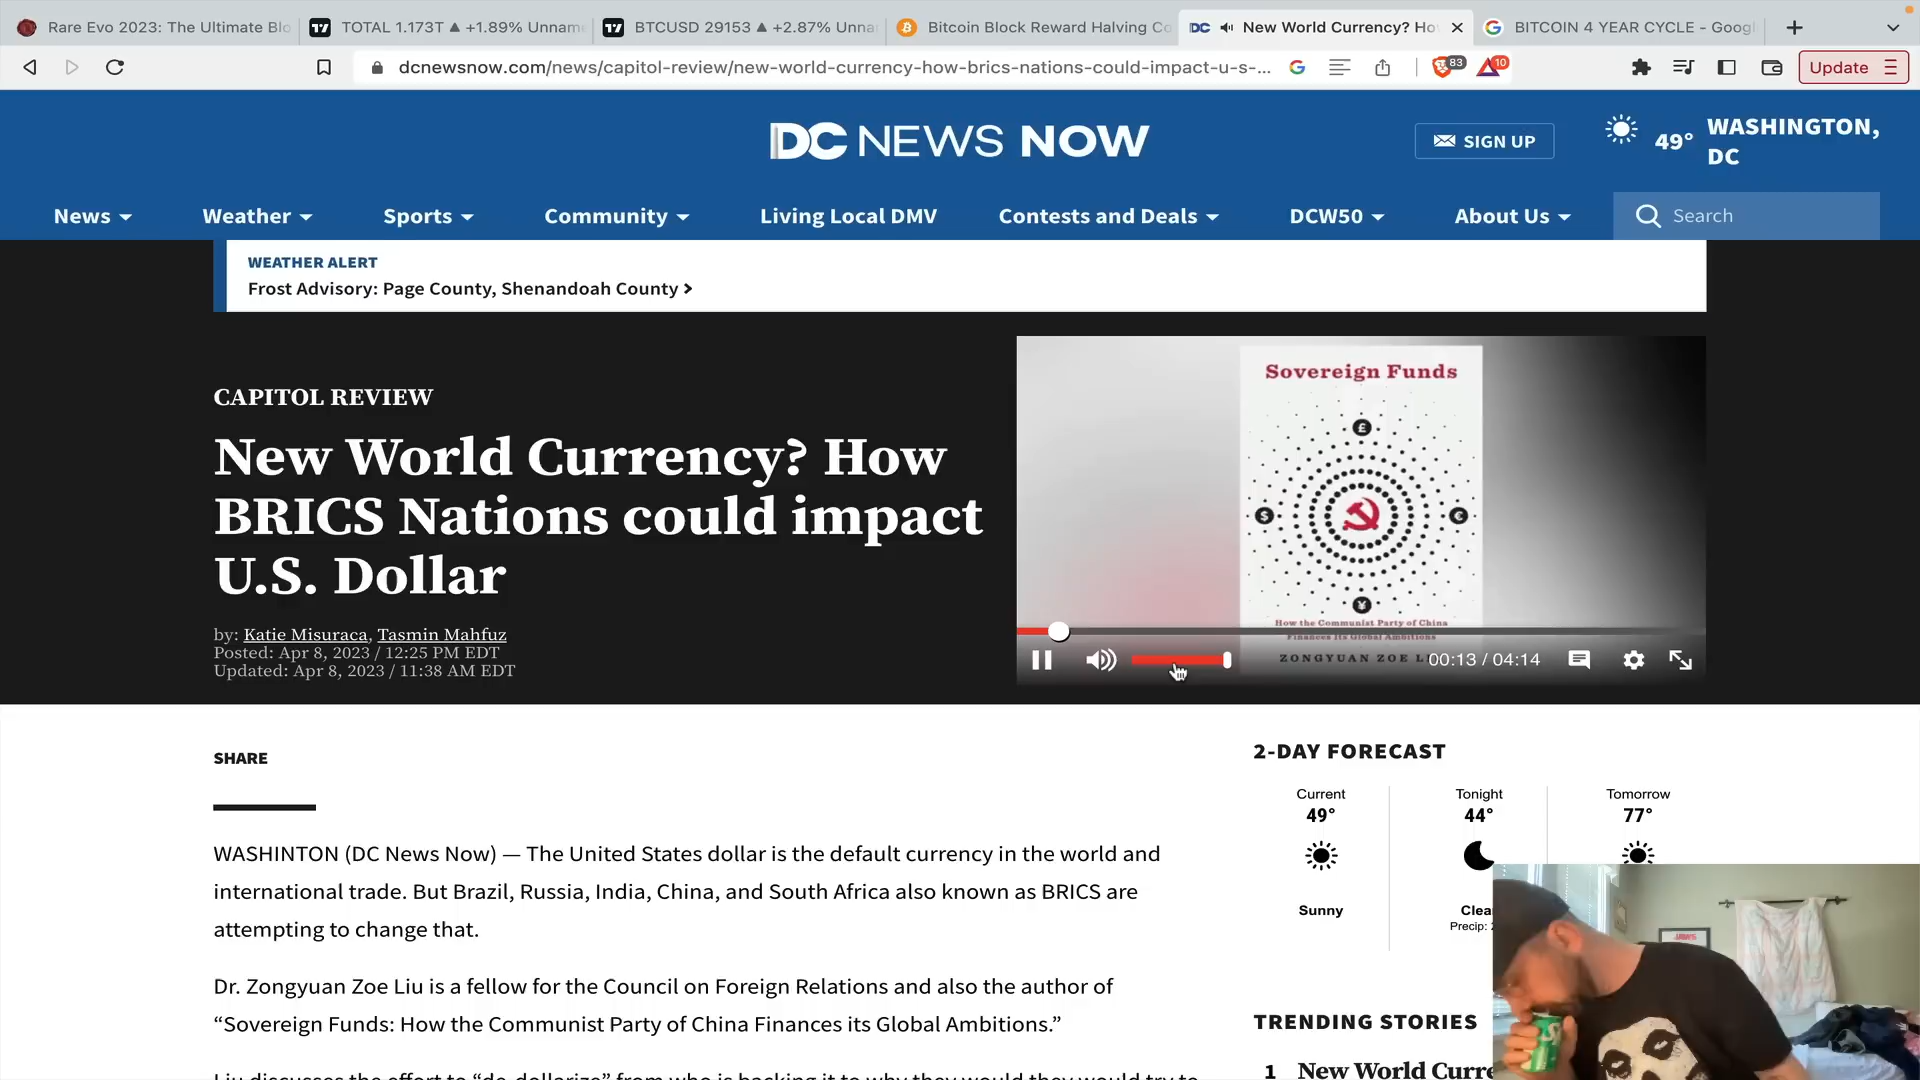 Rare Evo 2023: The Ultimate Blo
TOTAL 1.173T ▲ +1.89% Unnam
BTCUSD 29153 ▲ +2.87% Unna
Bitcoin Block Reward Halving Co
New World Currency? Ho
BITCOIN 4 YEAR CYCLE - Googl
dcnewsnow.com/news/capitol-review/new-world-currency-how-brics-nations-could-impact-u-s-...
83
10
Update
DC NEWS NOW
SIGN UP
49°
WASHINGTON,
DC
News
Weather
Sports
Community
Living Local DMV
Contests and Deals
DCW50
About Us
Search
WEATHER ALERT
Frost Advisory: Page County, Shenandoah County
CAPITOL REVIEW
New World Currency? How
BRICS Nations could impact
U.S. Dollar
by: Katie Misuraca, Tasmin Mahfuz
Posted: Apr 8, 2023 / 12:25 PM EDT
Updated: Apr 8, 2023 / 11:38 AM EDT
Sovereign Funds
How the Communist Party of China
Finances Its Global Ambitions
ZONGYUAN ZOE LI
00:13 / 04:14
SHARE
WASHINTON (DC News Now) — The United States dollar is the default currency in the world and
international trade. But Brazil, Russia, India, China, and South Africa also known as BRICS are
attempting to change that.
Dr. Zongyuan Zoe Liu is a fellow for the Council on Foreign Relations and also the author of
“Sovereign Funds: How the Communist Party of China Finances its Global Ambitions.”
Liu discusses the effort to “de-dollarize” from who is backing it to why they would they would try to
2-DAY FORECAST
Current
49°
Sunny
Tonight
44°
Clea
Precip:
Tomorrow
77°
TRENDING STORIES
1 New World Curre
JAWS